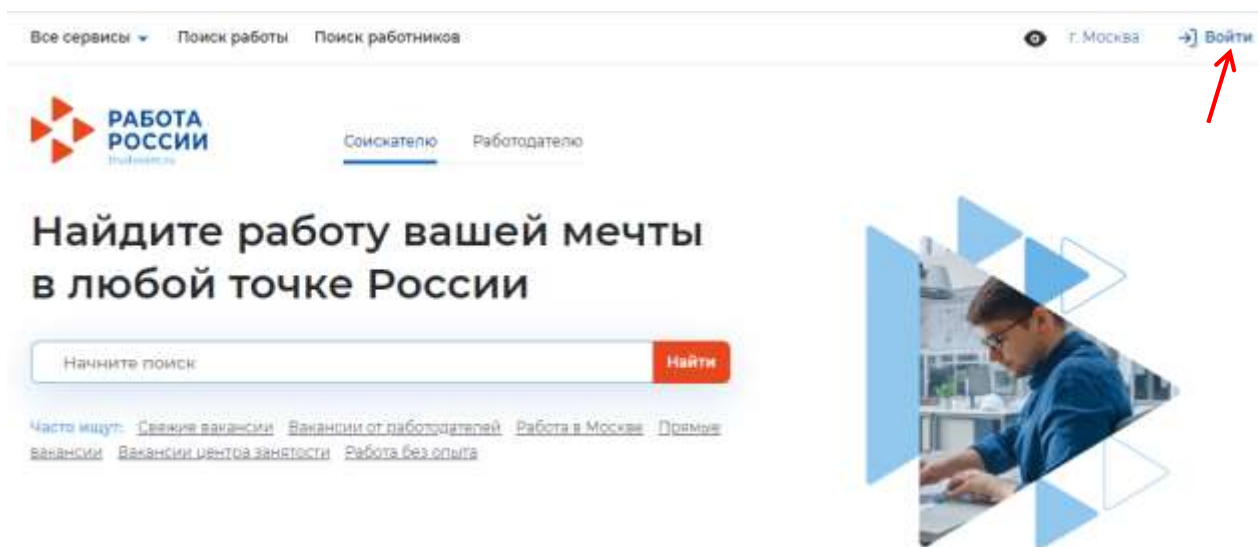 Все сервисы Поиск работы Поиск работников г. Москва Войти
РАБОТА
РОССИИ
trudvsem.ru
Соискателю Работодателю
Найдите работу вашей мечты
в любой точке России
Начните поиск Найти
Часто ищут: Свежие вакансии Вакансии от работодателей Работа в Москве Прямые
вакансии Вакансии центра занятости Работа без опыта